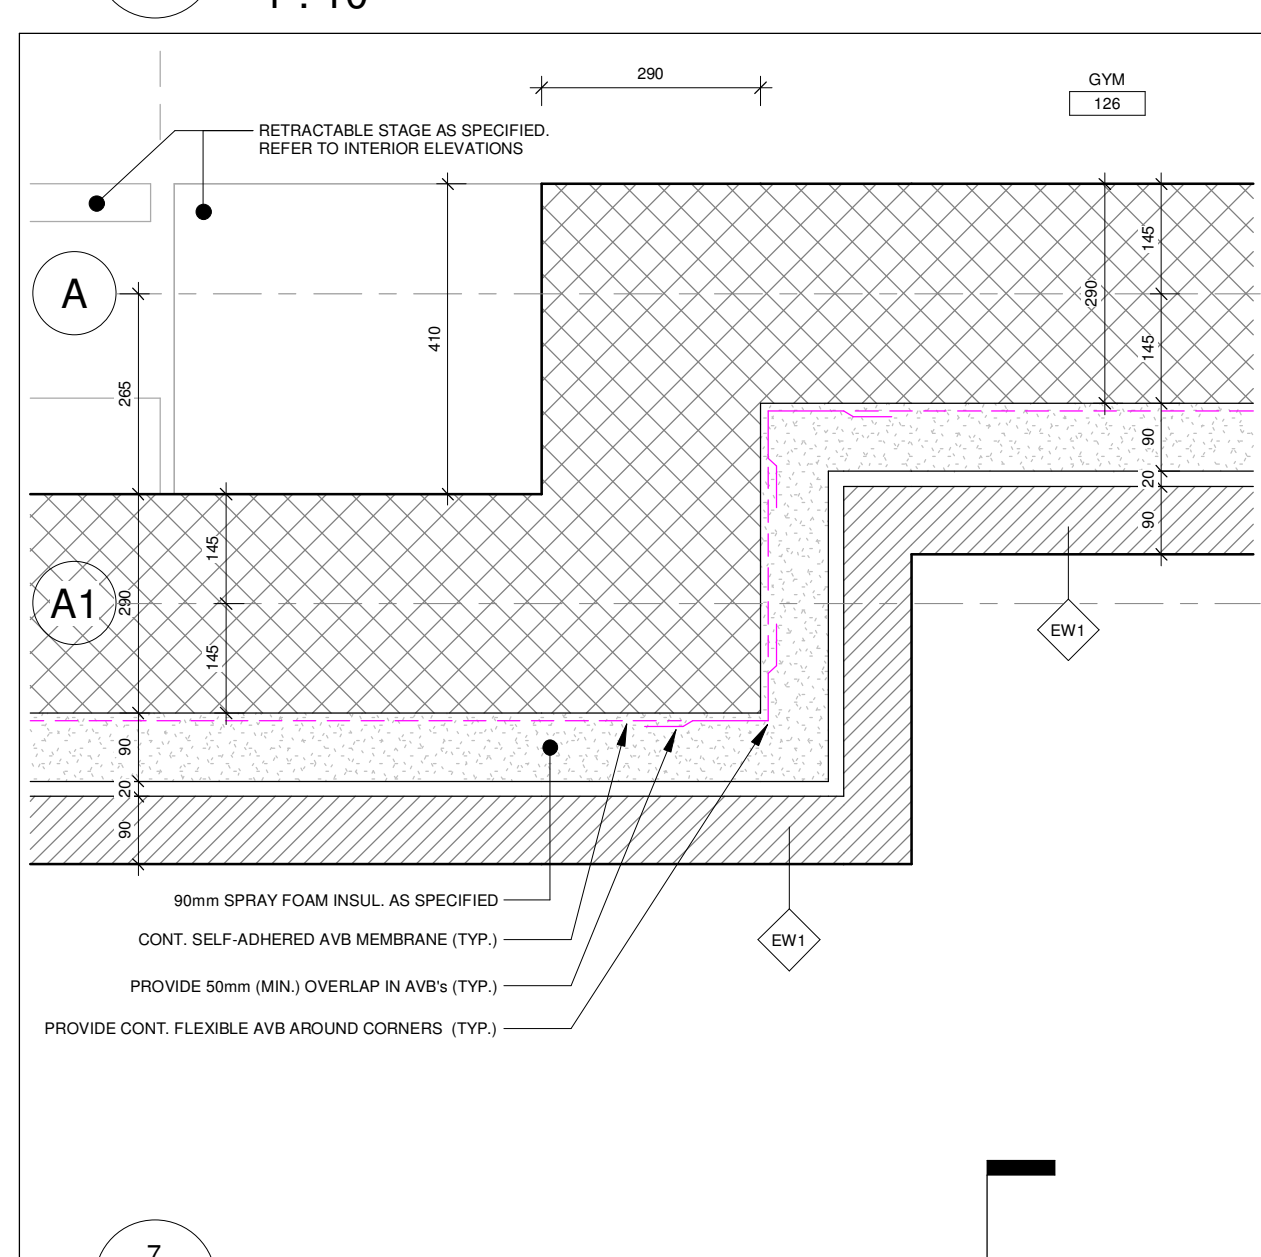 290
GYM
126
RETRACTABLE STAGE AS SPECIFIED.
REFER TO INTERIOR ELEVATIONS
145
A
290
410
145
265
90
20
90
145
A1
290
EW1
145
90
20
90
90mm SPRAY FOAM INSUL. AS SPECIFIED
CONT. SELF-ADHERED AVB MEMBRANE (TYP.)
EW1
PROVIDE 50mm (MIN.) OVERLAP IN AVB's (TYP.)
PROVIDE CONT. FLEXIBLE AVB AROUND CORNERS (TYP.)
7